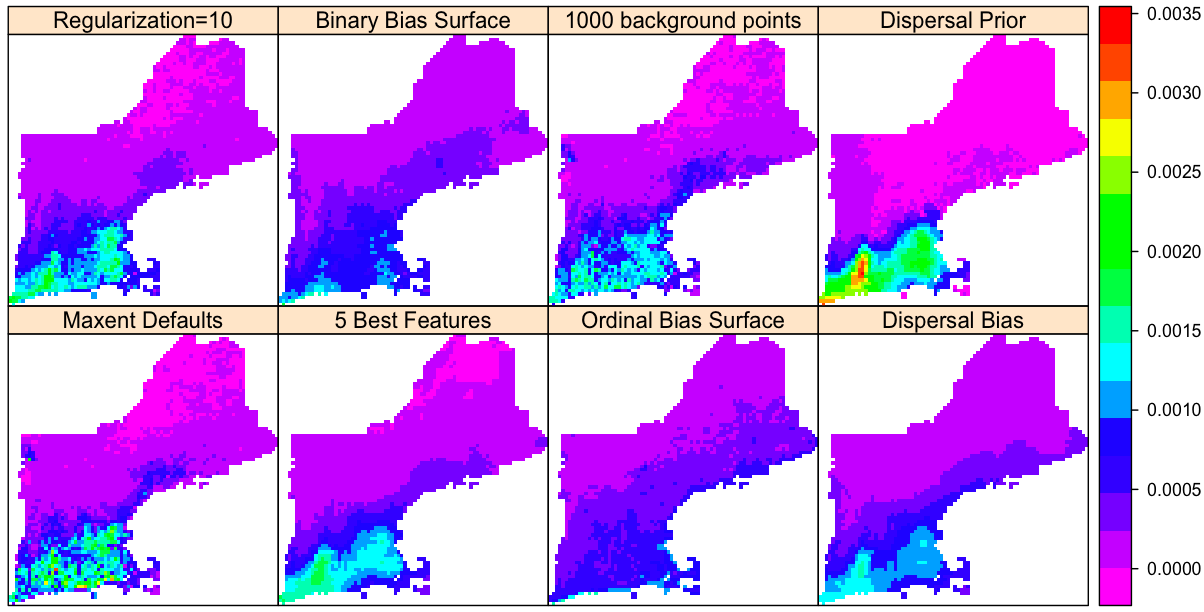 Regularization=10
Binary Bias Surface
1000 background points
Dispersal Prior
Maxent Defaults
5 Best Features
Ordinal Bias Surface
Dispersal Bias
0.0035
0.0030
0.0025
0.0020
0.0015
0.0010
0.0005
0.0000